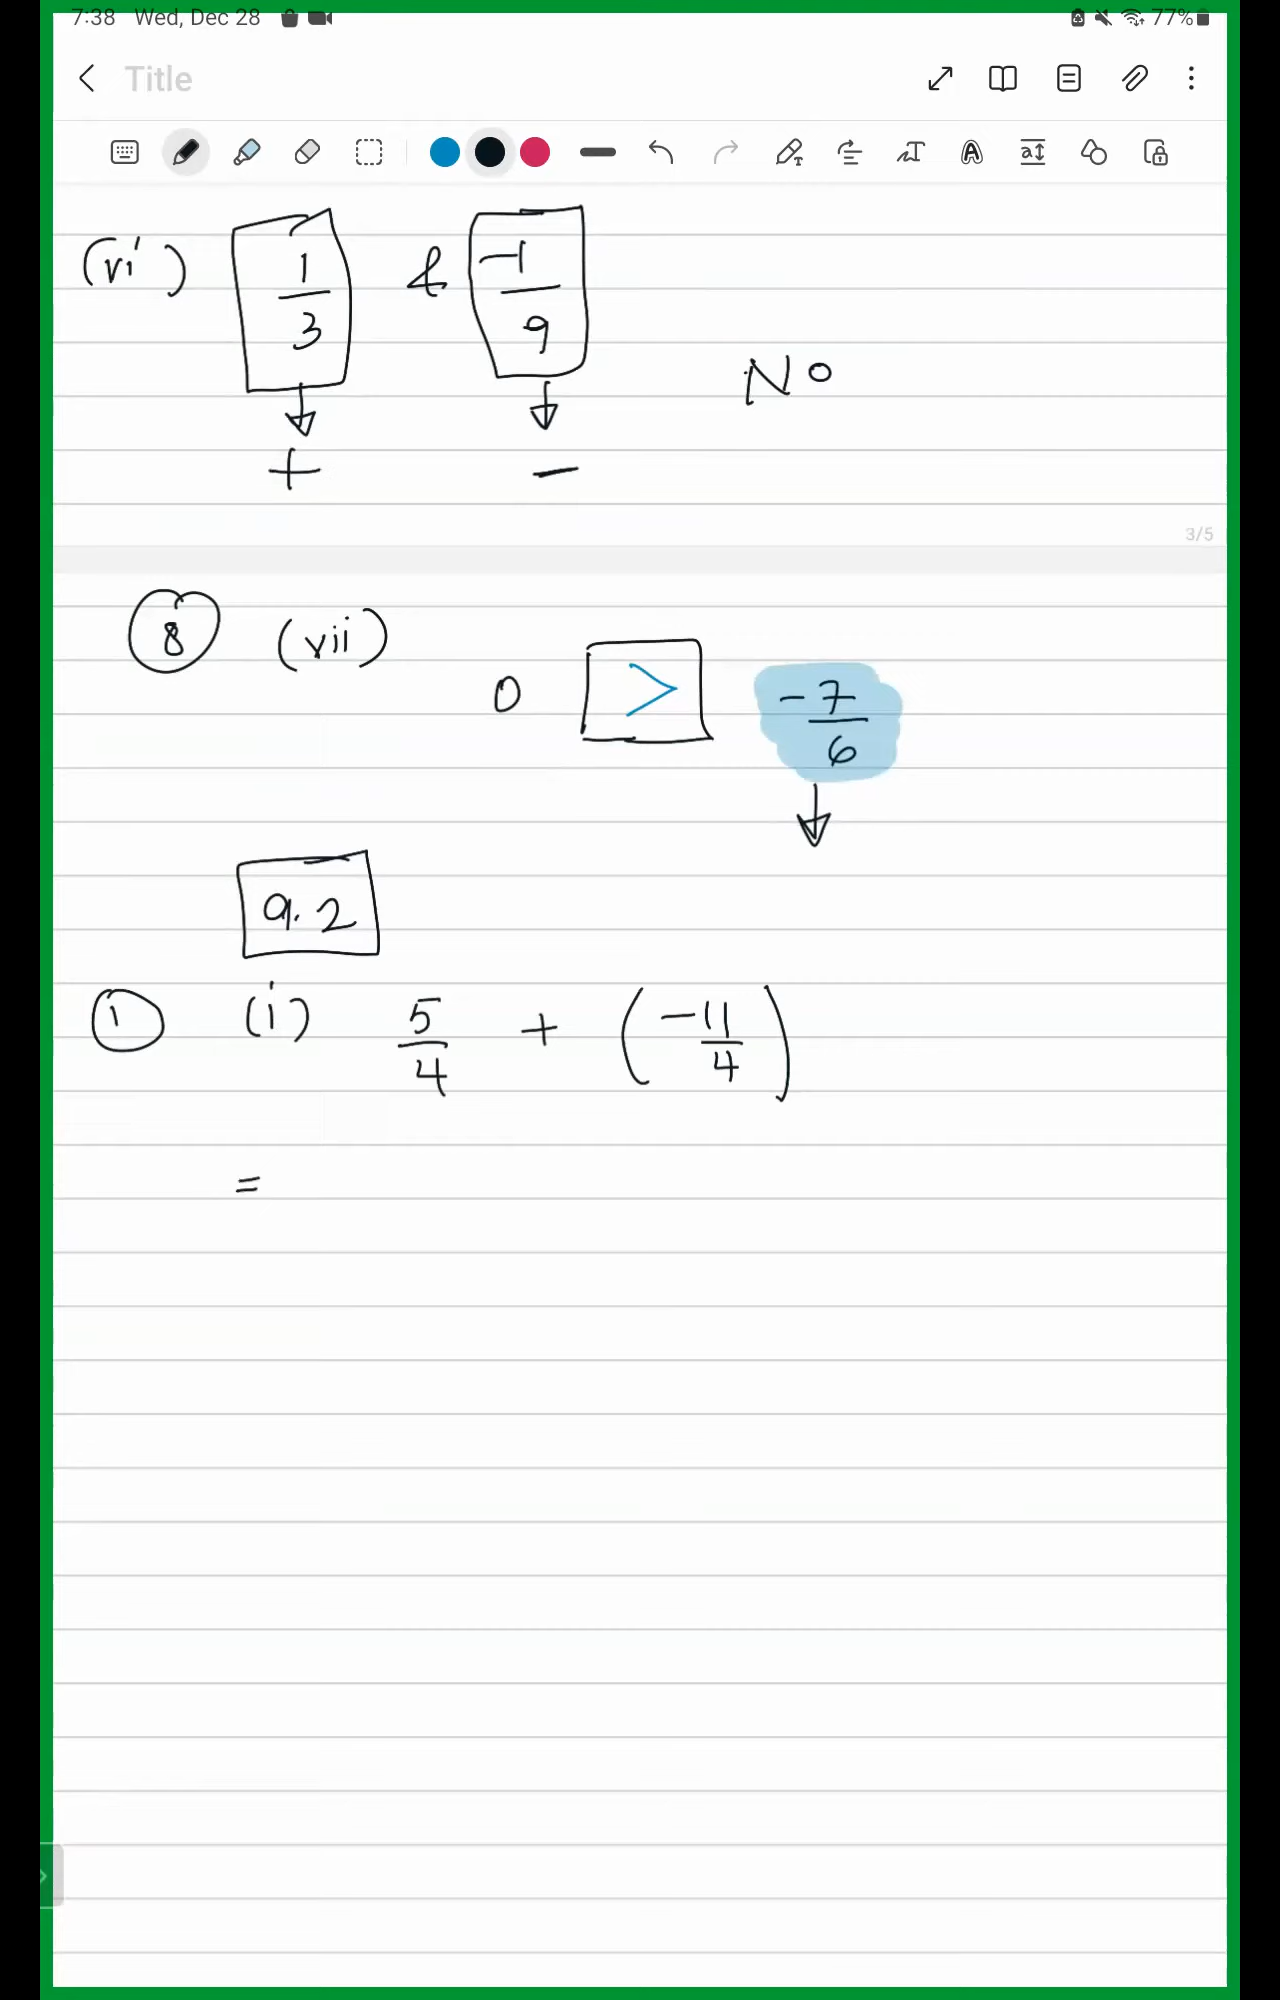 7:38 Wed, Dec 28 77%
Title
(vi) 1/3 & -1/9
No
+ -
3/5
8 (vii) 0 > -7/6
9.2
1 (i) 5/4 + (-11/4)
=